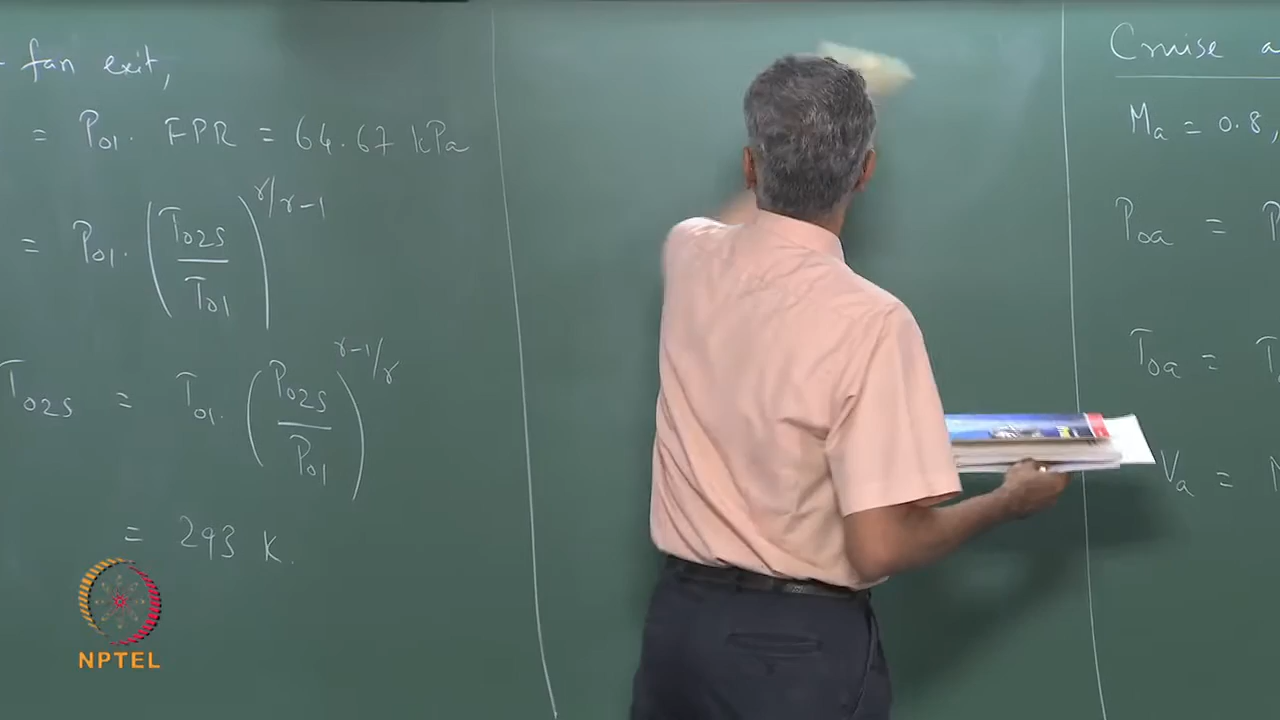 fan exit,
= P01 . FPR = 64.67 kPa
= P01 . (T02s / T01)^γ/γ-1
T02s = T01 . (P02s / P01)^γ-1/γ
= 293 K.
NPTEL
Cruise a
Ma = 0.8,
P0a = P
T0a = T
Va =